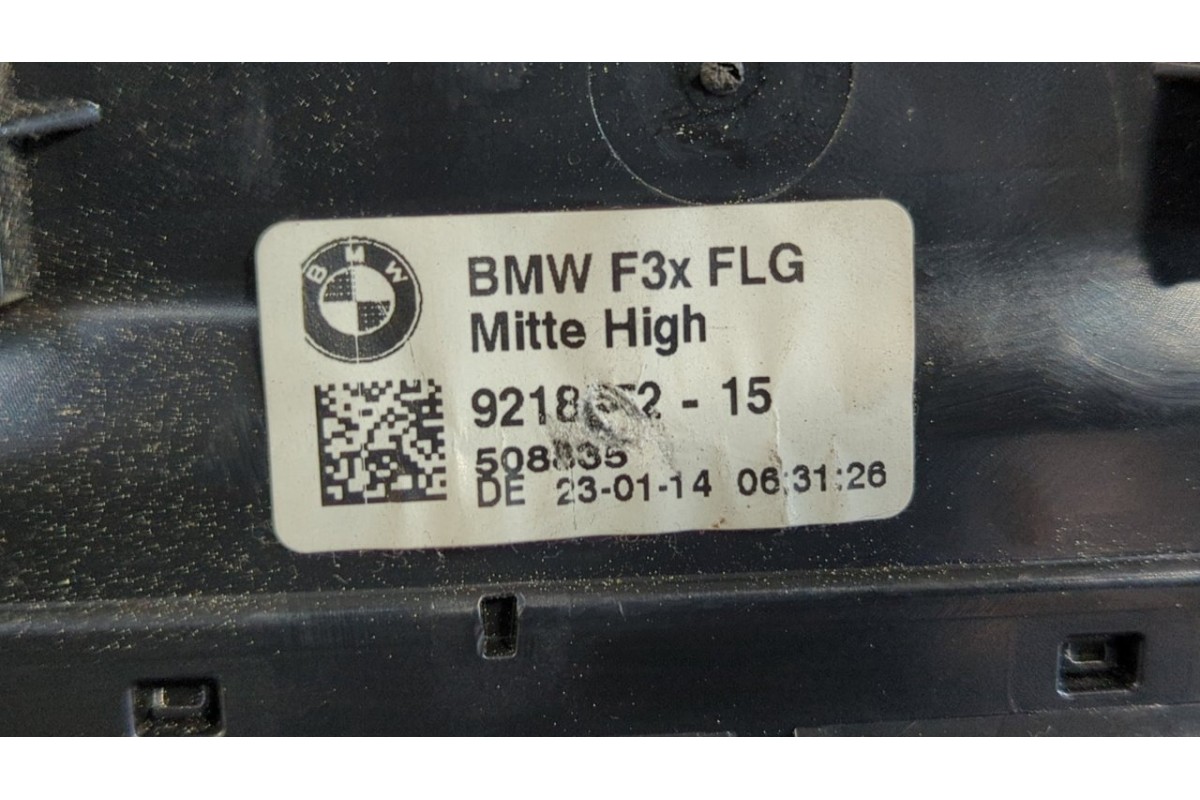 BMW
BMW F3x FLG
Mitte High
- 15
DE 23-01-14 06:31:26